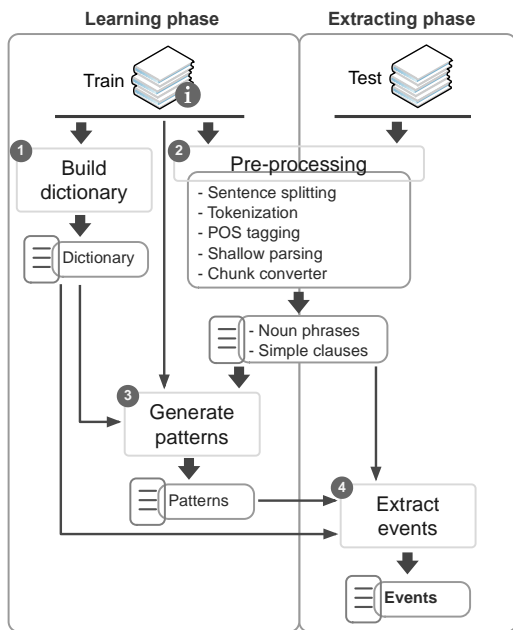 Learning phase
Extracting phase
Train
i
Test
1
Build
dictionary
2
Pre-processing
- Sentence splitting
- Tokenization
- POS tagging
- Shallow parsing
- Chunk converter
Dictionary
- Noun phrases
- Simple clauses
3
Generate
patterns
Patterns
4
Extract
events
Events